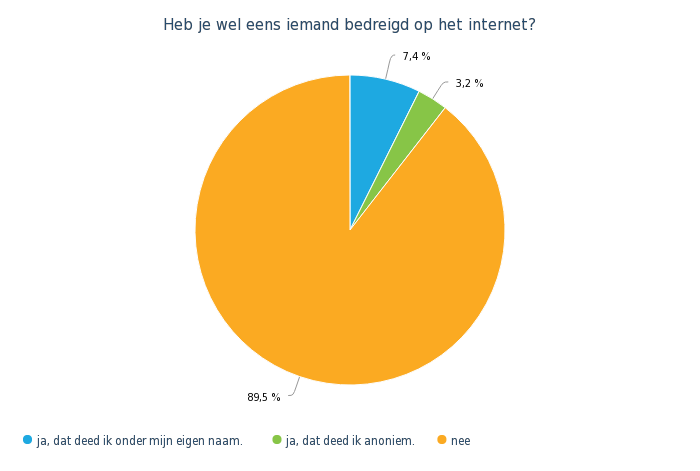 Heb je wel eens iemand bedreigd op het internet?
7,4 %
3,2 %
89,5 %
ja, dat deed ik onder mijn eigen naam.
ja, dat deed ik anoniem.
nee